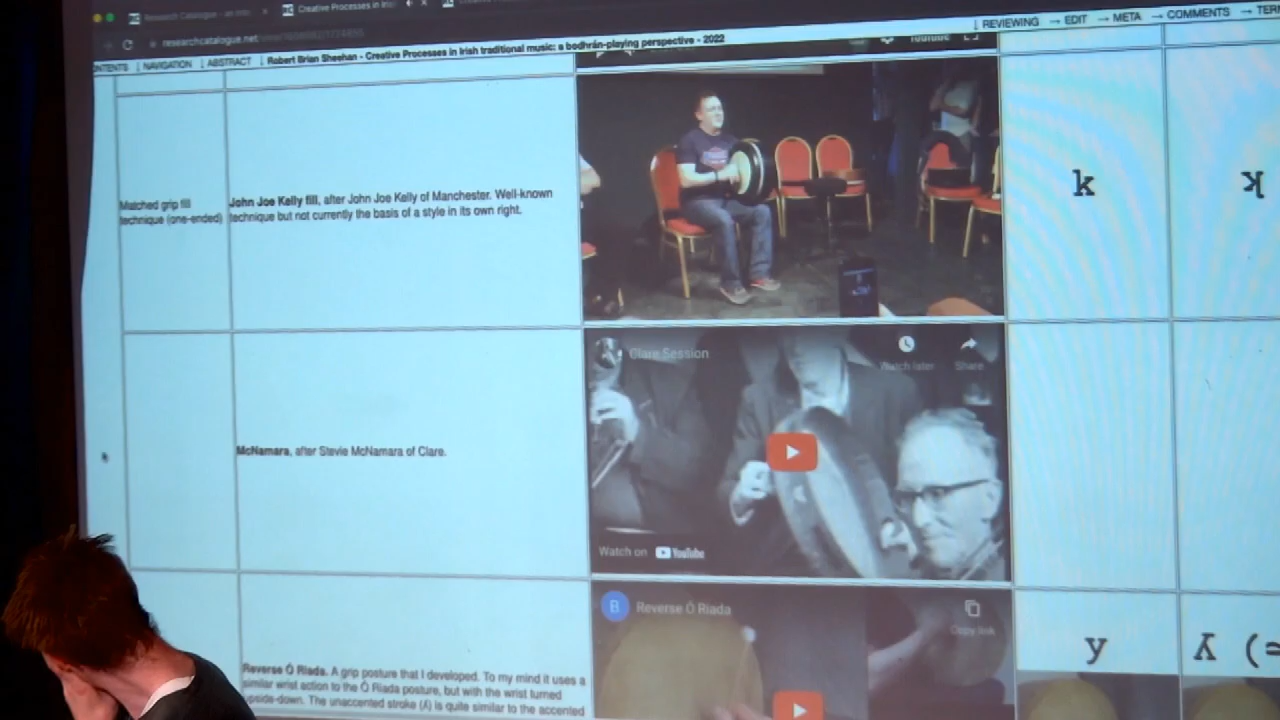 researchcatalogue.net
REVIEWING → EDIT → META → COMMENTS → TER
NTENTS NAVIGATION ABSTRACT Robert Brian Sheehan - Creative Processes in Irish traditional music: a bodhrán-playing perspective - 2022
Matched grip fill
technique (one-ended)
John Joe Kelly fill, after John Joe Kelly of Manchester. Well-known
technique but not currently the basis of a style in its own right.
k
McNamara, after Stevie McNamara of Clare.
Clare Session
Watch later
Share
Watch on YouTube
B Reverse Ó Riada
Copy link
Reverse Ó Riada. A grip posture that I developed. To my mind it uses a
similar wrist action to the Ó Riada posture, but with the wrist turned
upside-down. The unaccented stroke (ʎ) is quite similar to the accented
y
ʎ (=